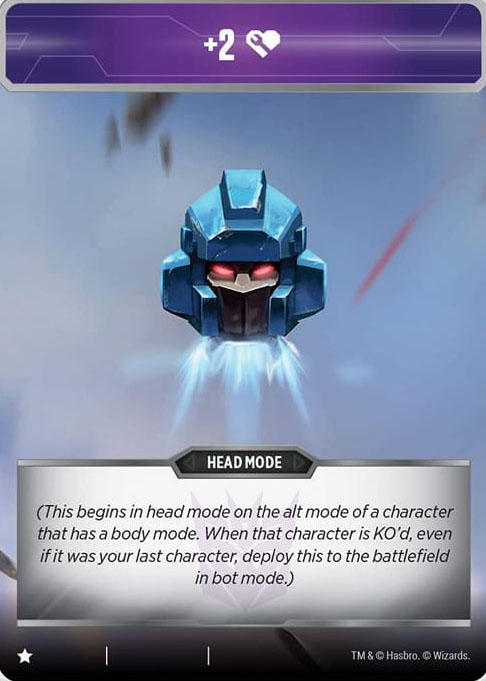 +2
HEAD MODE
(This begins in head mode on the alt mode of a character
that has a body mode. When that character is KO’d, even
if it was your last character, deploy this to the battlefield
in bot mode.)
TM & © Hasbro. © Wizards.